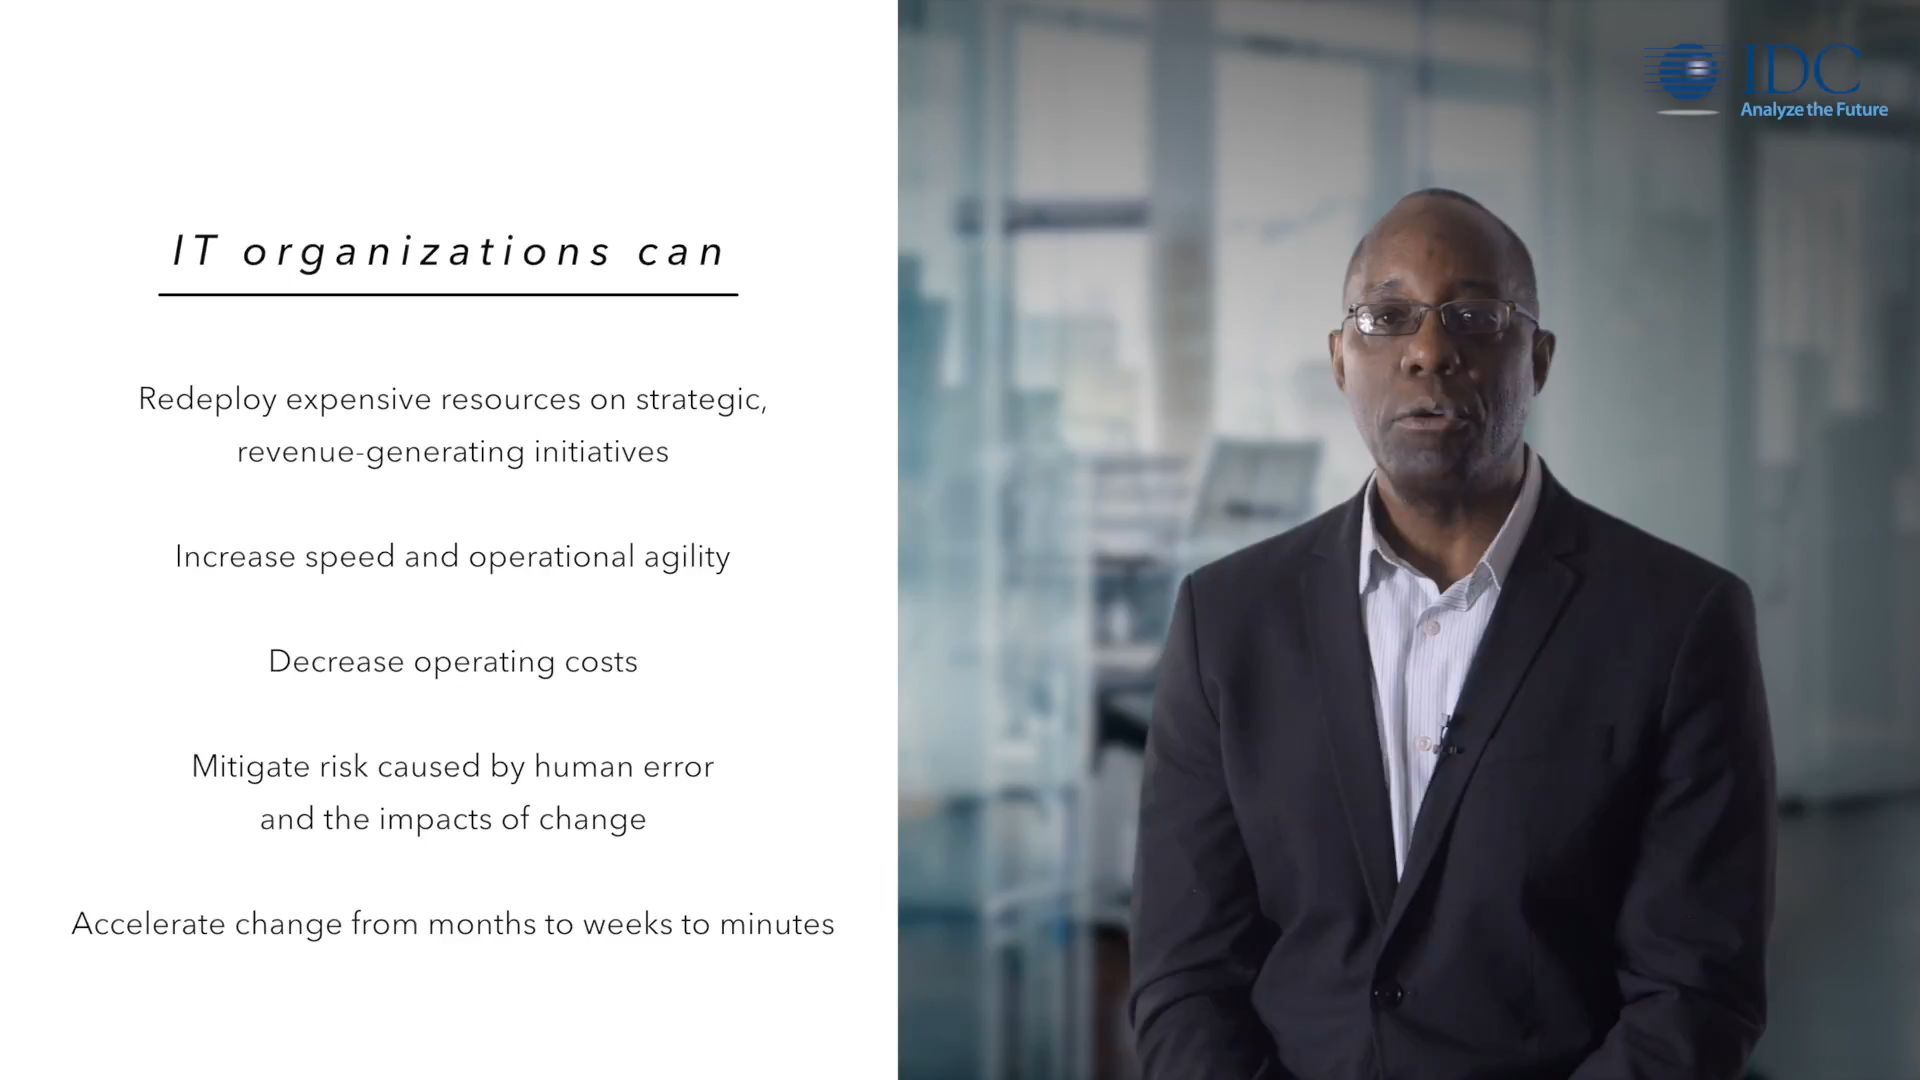 IDC
Analyze the Future
IT organizations can
Redeploy expensive resources on strategic,
revenue-generating initiatives
Increase speed and operational agility
Decrease operating costs
Mitigate risk caused by human error
and the impacts of change
Accelerate change from months to weeks to minutes